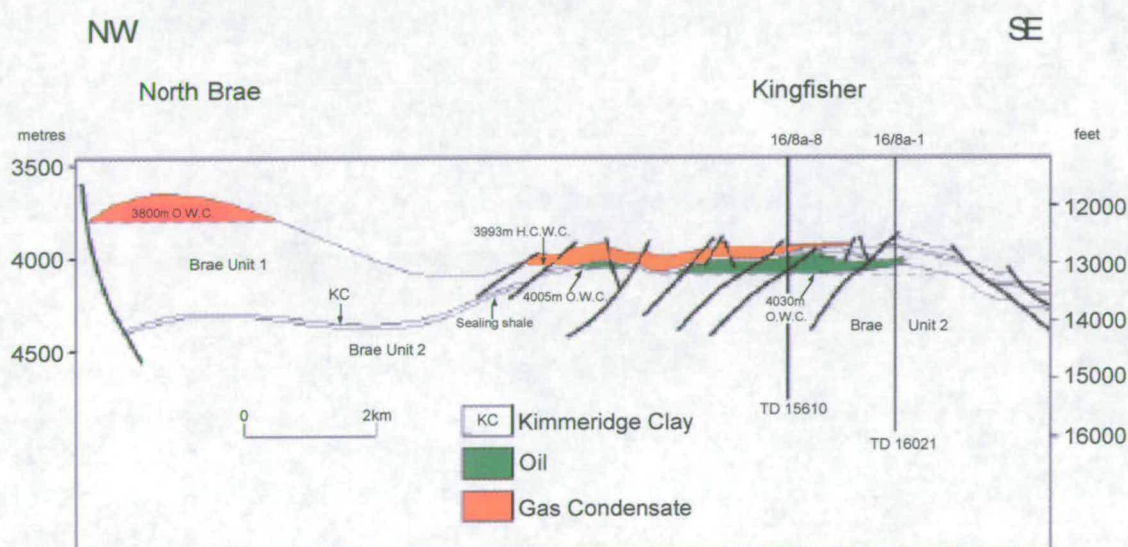 NW
SE
North Brae
Kingfisher
metres
16/8a-8
16/8a-1
feet
3500
3800m O.W.C.
12000
3993m H.C.W.C.
4000
Brae Unit 1
13000
4005m O.W.C.
4030m
O.W.C.
KC
Sealing shale
Brae
Unit 2
14000
Brae Unit 2
4500
15000
0
2km
TD 15610
KC
Kimmeridge Clay
16000
TD 16021
Oil
Gas Condensate